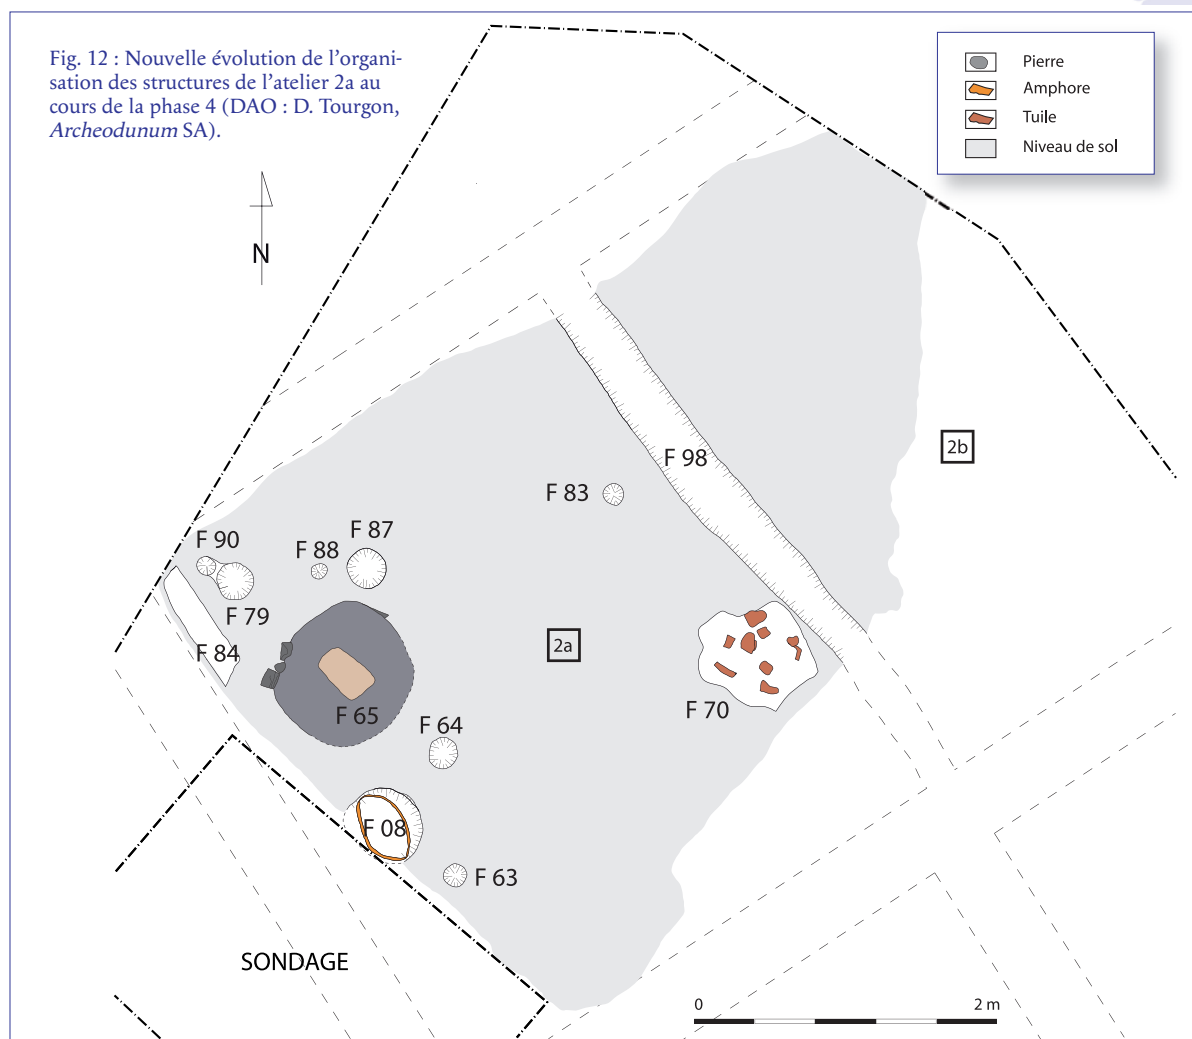 Fig. 12 : Nouvelle évolution de l’organi-
sation des structures de l’atelier 2a au
cours de la phase 4 (DAO : D. Tourgon,
Archeodunum SA).
Pierre
Amphore
Tuile
Niveau de sol
N
2b
F 98
F 83
F 87
F 90
F 88
F 79
2a
F 84
F 70
F 65
F 64
F 08
F 63
SONDAGE
0 2 m